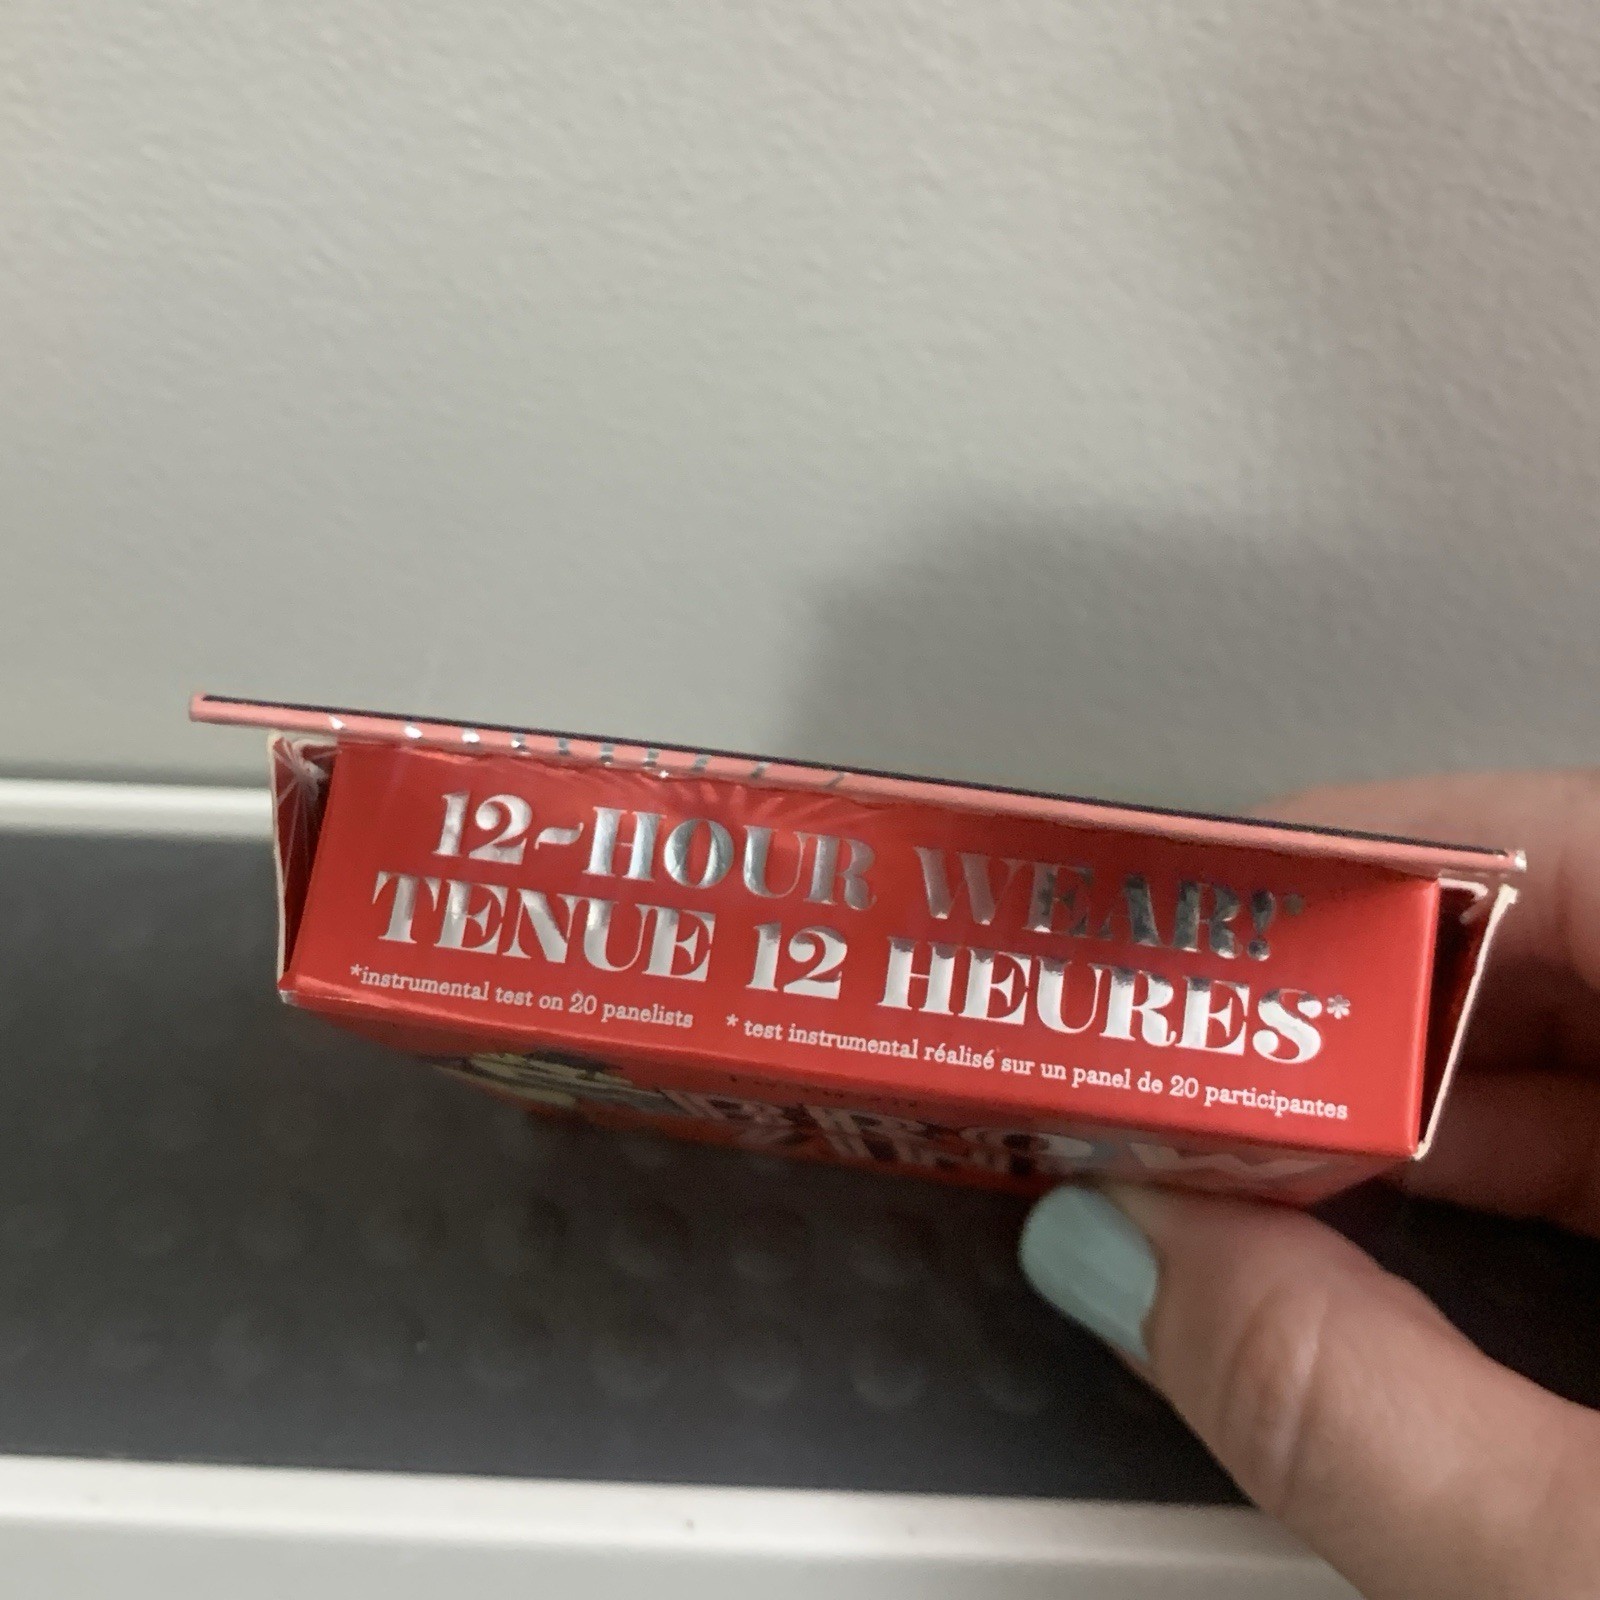 12~HOUR WEAR!*
TENUE 12 HEURES*
*instrumental test on 20 panelists * test instrumental réalisé sur un panel de 20 participantes
BROW